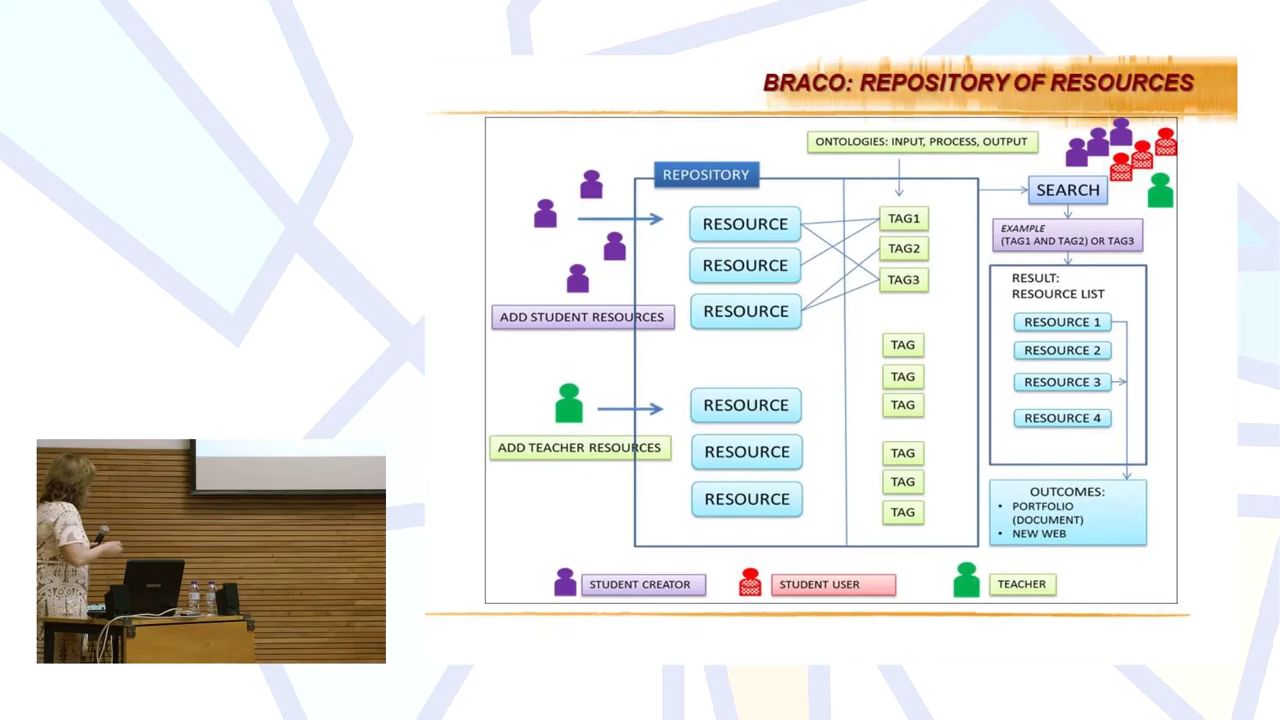 BRACO: REPOSITORY OF RESOURCES
ONTOLOGIES: INPUT, PROCESS, OUTPUT
REPOSITORY
SEARCH
RESOURCE
TAG1
EXAMPLE
(TAG1 AND TAG2) OR TAG3
TAG2
RESOURCE
TAG3
RESULT:
RESOURCE LIST
RESOURCE
ADD STUDENT RESOURCES
RESOURCE 1
TAG
RESOURCE 2
TAG
RESOURCE 3
RESOURCE
TAG
RESOURCE 4
ADD TEACHER RESOURCES
RESOURCE
TAG
TAG
RESOURCE
TAG
OUTCOMES:
• PORTFOLIO
(DOCUMENT)
• NEW WEB
STUDENT CREATOR
STUDENT USER
TEACHER